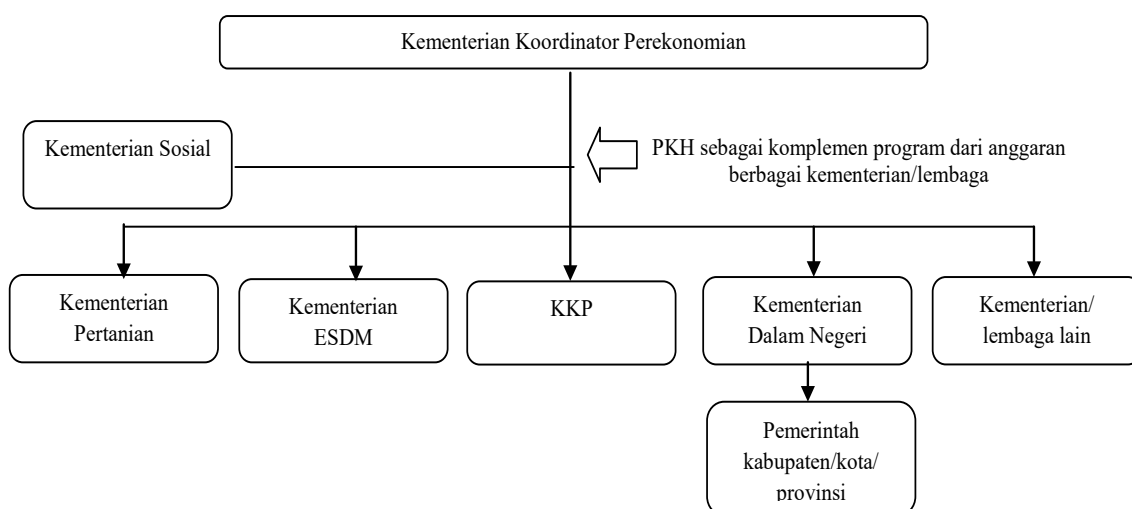 Kementerian Koordinator Perekonomian
Kementerian Sosial
PKH sebagai komplemen program dari anggaran
berbagai kementerian/lembaga
Kementerian
Pertanian
Kementerian
ESDM
KKP
Kementerian
Dalam Negeri
Kementerian/
lembaga lain
Pemerintah
kabupaten/kota/
provinsi